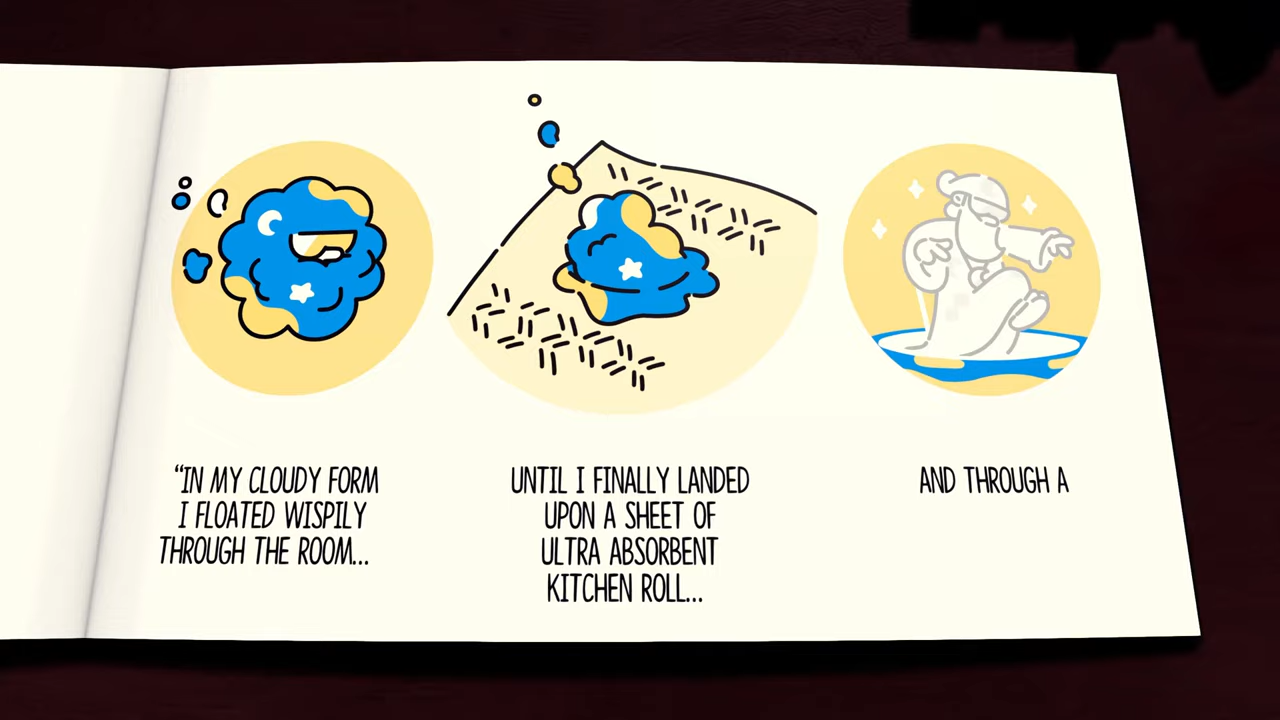 “IN MY CLOUDY FORM
I FLOATED WISPILY
THROUGH THE ROOM...
UNTIL I FINALLY LANDED
UPON A SHEET OF
ULTRA ABSORBENT
KITCHEN ROLL...
AND THROUGH A